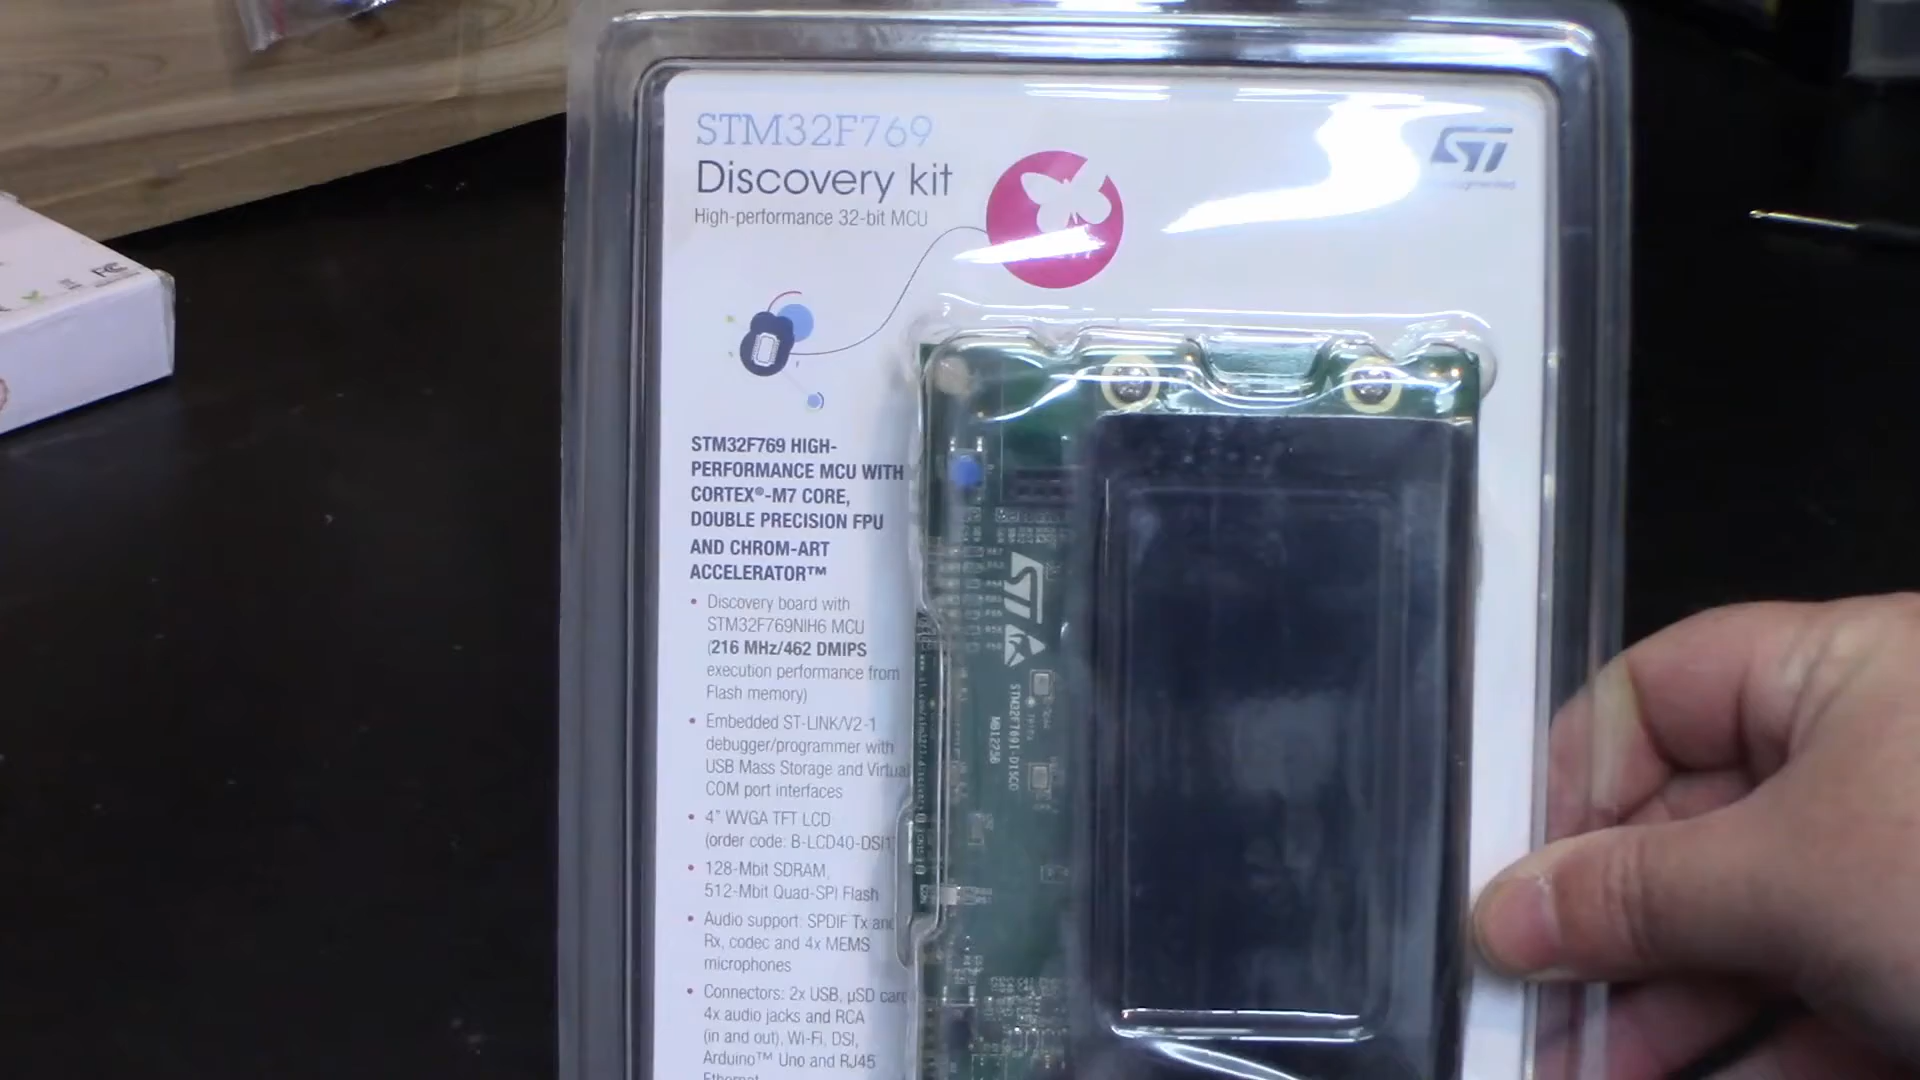 STM32F769
Discovery kit
High-performance 32-bit MCU
ST
FC
STM32F769 HIGH-
PERFORMANCE MCU WITH
CORTEX®-M7 CORE,
DOUBLE PRECISION FPU
AND CHROM-ART
ACCELERATOR™
• Discovery board with
STM32F769NIH6 MCU
(216 MHz/462 DMIPS
execution performance from
Flash memory)
• Embedded ST-LINK/V2-1
debugger/programmer with
USB Mass Storage and Virtual
COM port interfaces
• 4" WVGA TFT LCD
(order code: B-LCD40-DSI1)
• 128-Mbit SDRAM,
512-Mbit Quad-SPI Flash
• Audio support: SPDIF Tx and
Rx, codec and 4x MEMS
microphones
• Connectors: 2x USB, µSD card
4x audio jacks and RCA
(in and out), Wi-Fi, DSI,
Arduino™ Uno and RJ45
Ethernet
ST
STM32F769I-DISCO
MB1225B